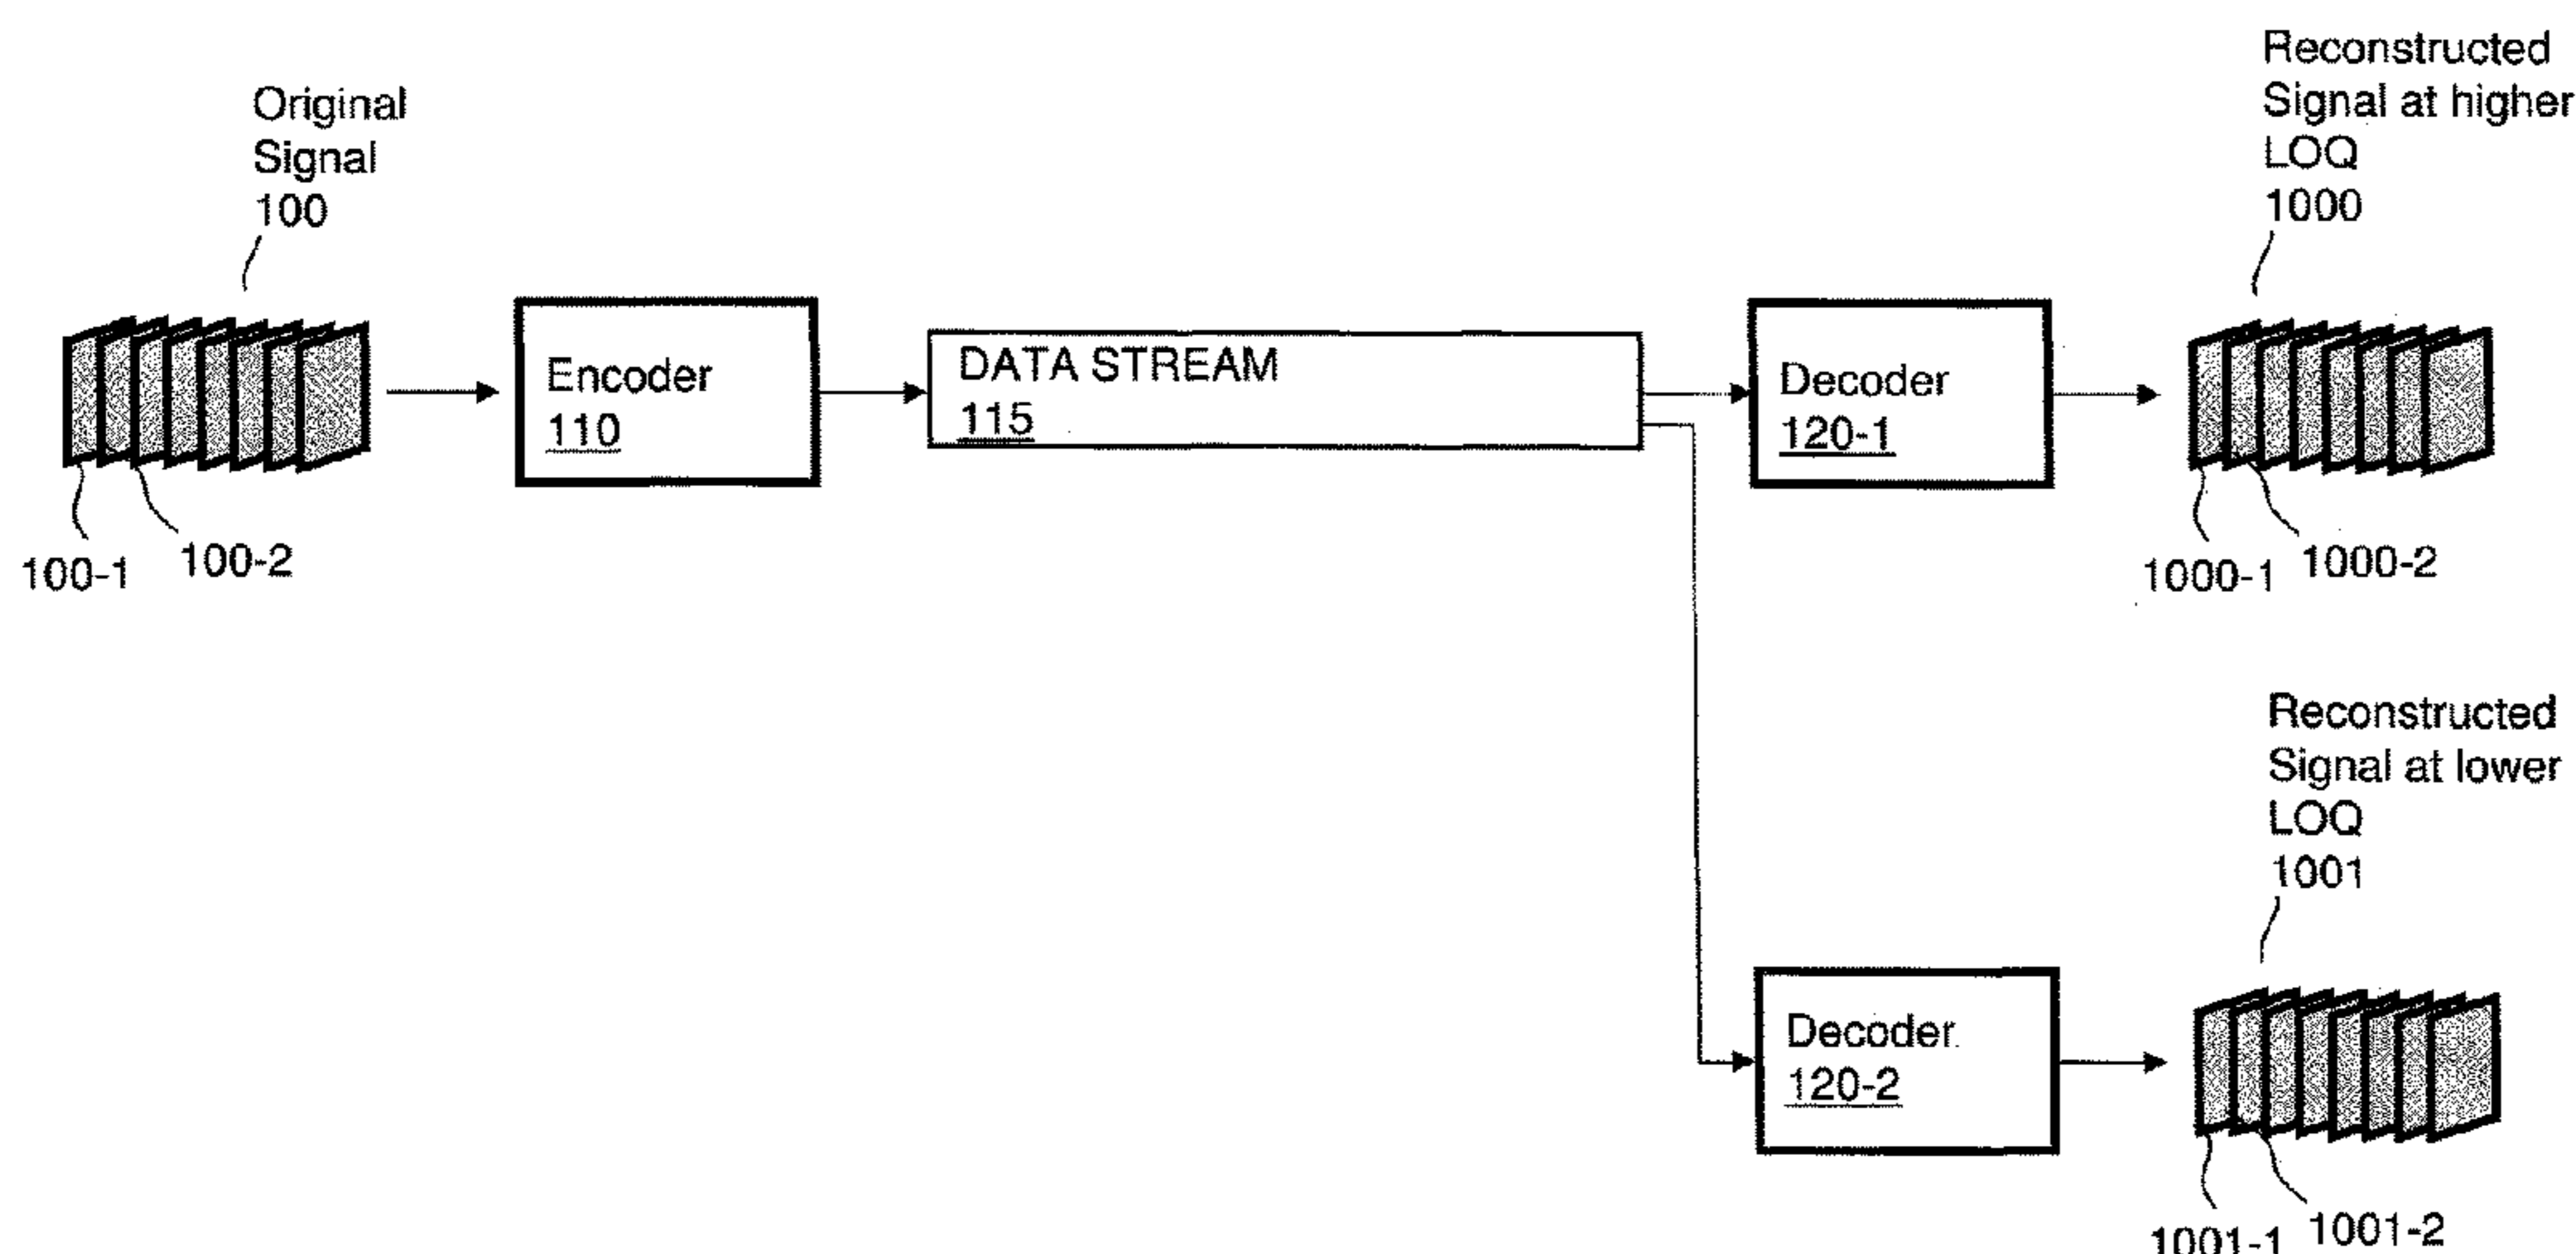 Original
Signal
100
100-1
100-2
Encoder
110
DATA STREAM
115
Decoder
120-1
Reconstructed
Signal at higher
LOQ
1000
1000-1
1000-2
Decoder
120-2
Reconstructed
Signal at lower
LOQ
1001
1001-1
1001-2